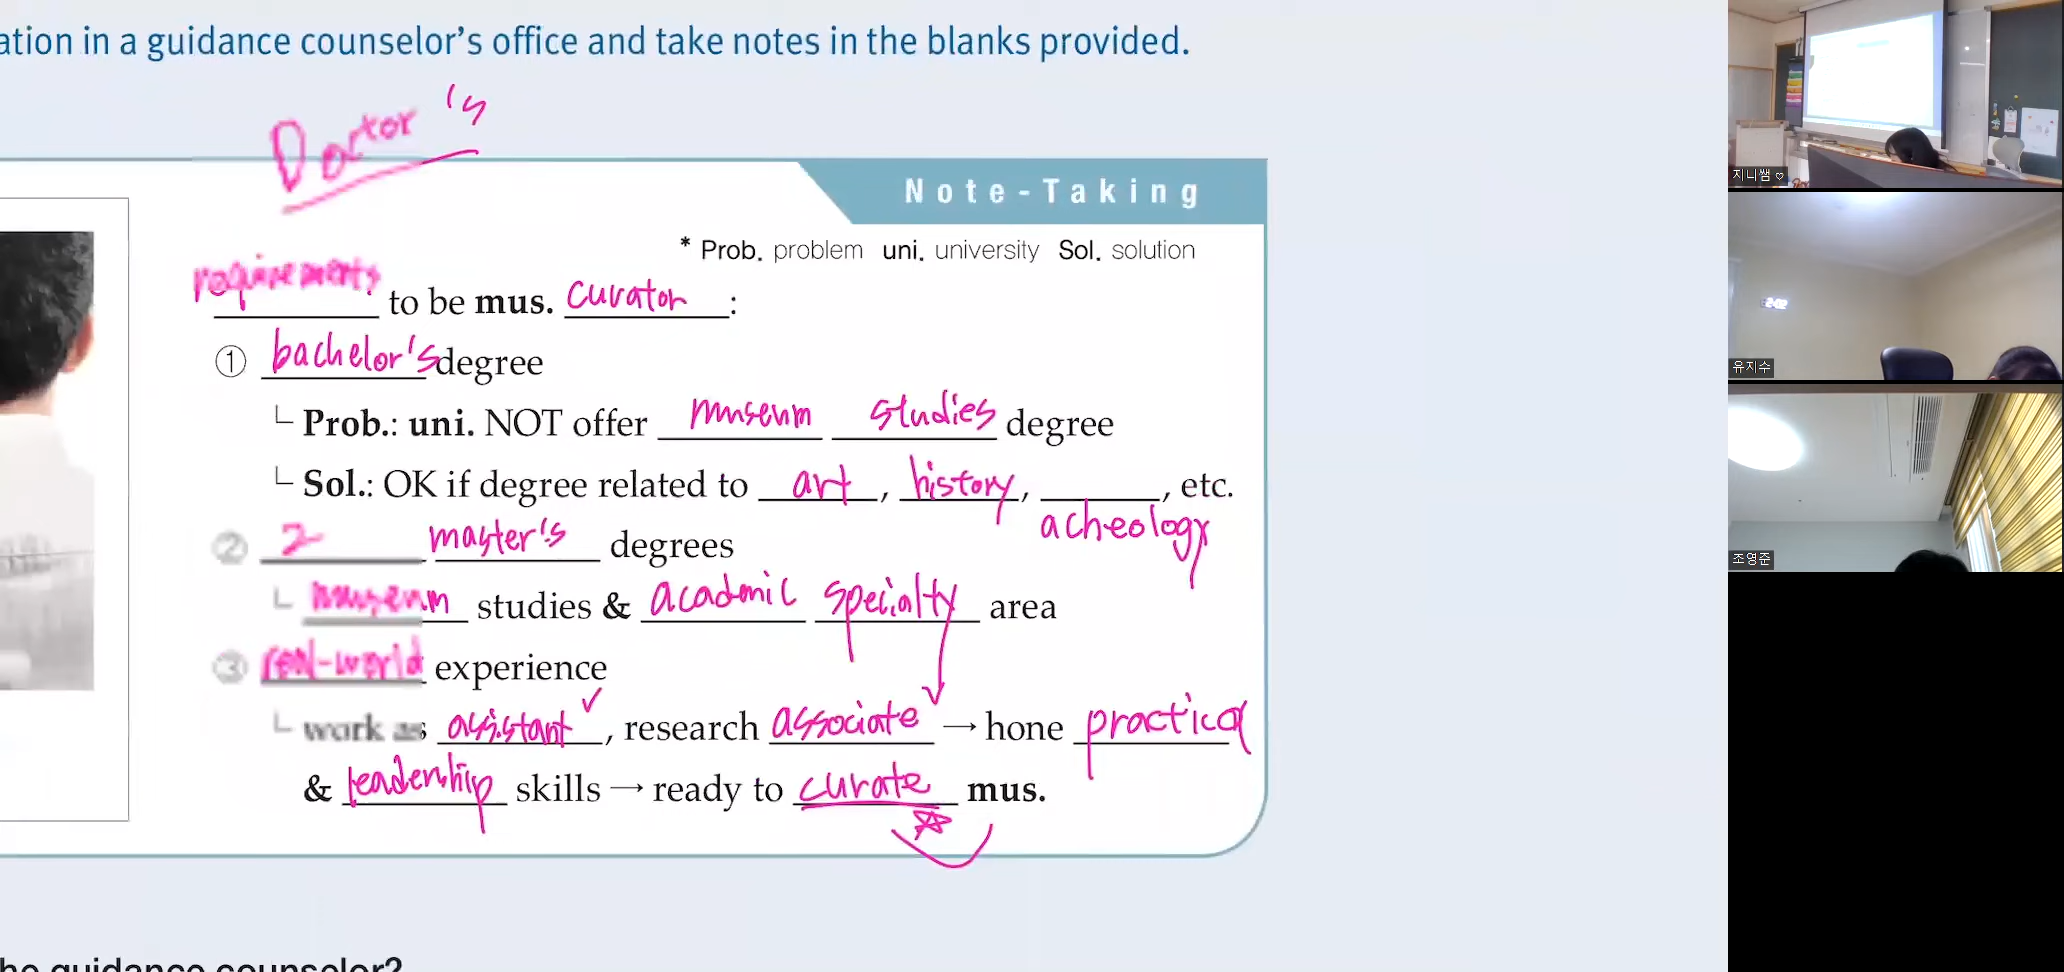 ation in a guidance counselor's office and take notes in the blanks provided.
Doctor's
Note-Taking
* Prob. problem uni. university Sol. solution
requirements to be mus. curator :
① bachelor's degree
└ Prob.: uni. NOT offer museum studies degree
└ Sol.: OK if degree related to art, history, acheology, etc.
② 2 master's degrees
└ museum studies & academic specialty area
③ real-world experience
└ work as assistant, research associate → hone practical
& leadership skills → ready to curate mus.
he guidance counselor?
지니쌤 ♡
유지수
조영준